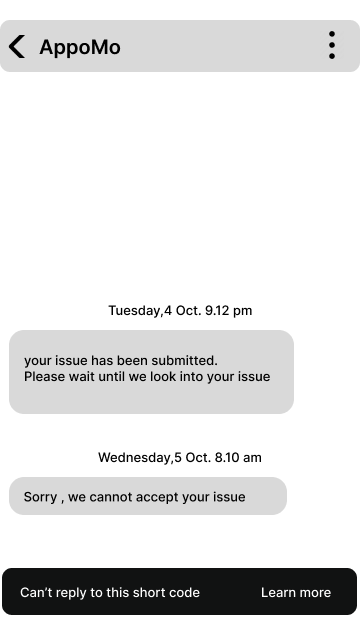 AppoMo
Tuesday,4 Oct. 9.12 pm
your issue has been submitted.
Please wait until we look into your issue
Wednesday,5 Oct. 8.10 am
Sorry , we cannot accept your issue
Can't reply to this short code Learn more